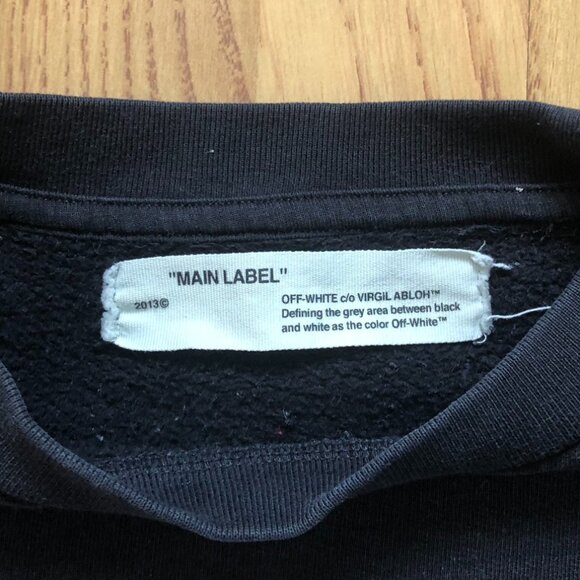 "MAIN LABEL"
2013©
OFF-WHITE c/o VIRGIL ABLOH™
Defining the grey area between black
and white as the color Off-White™